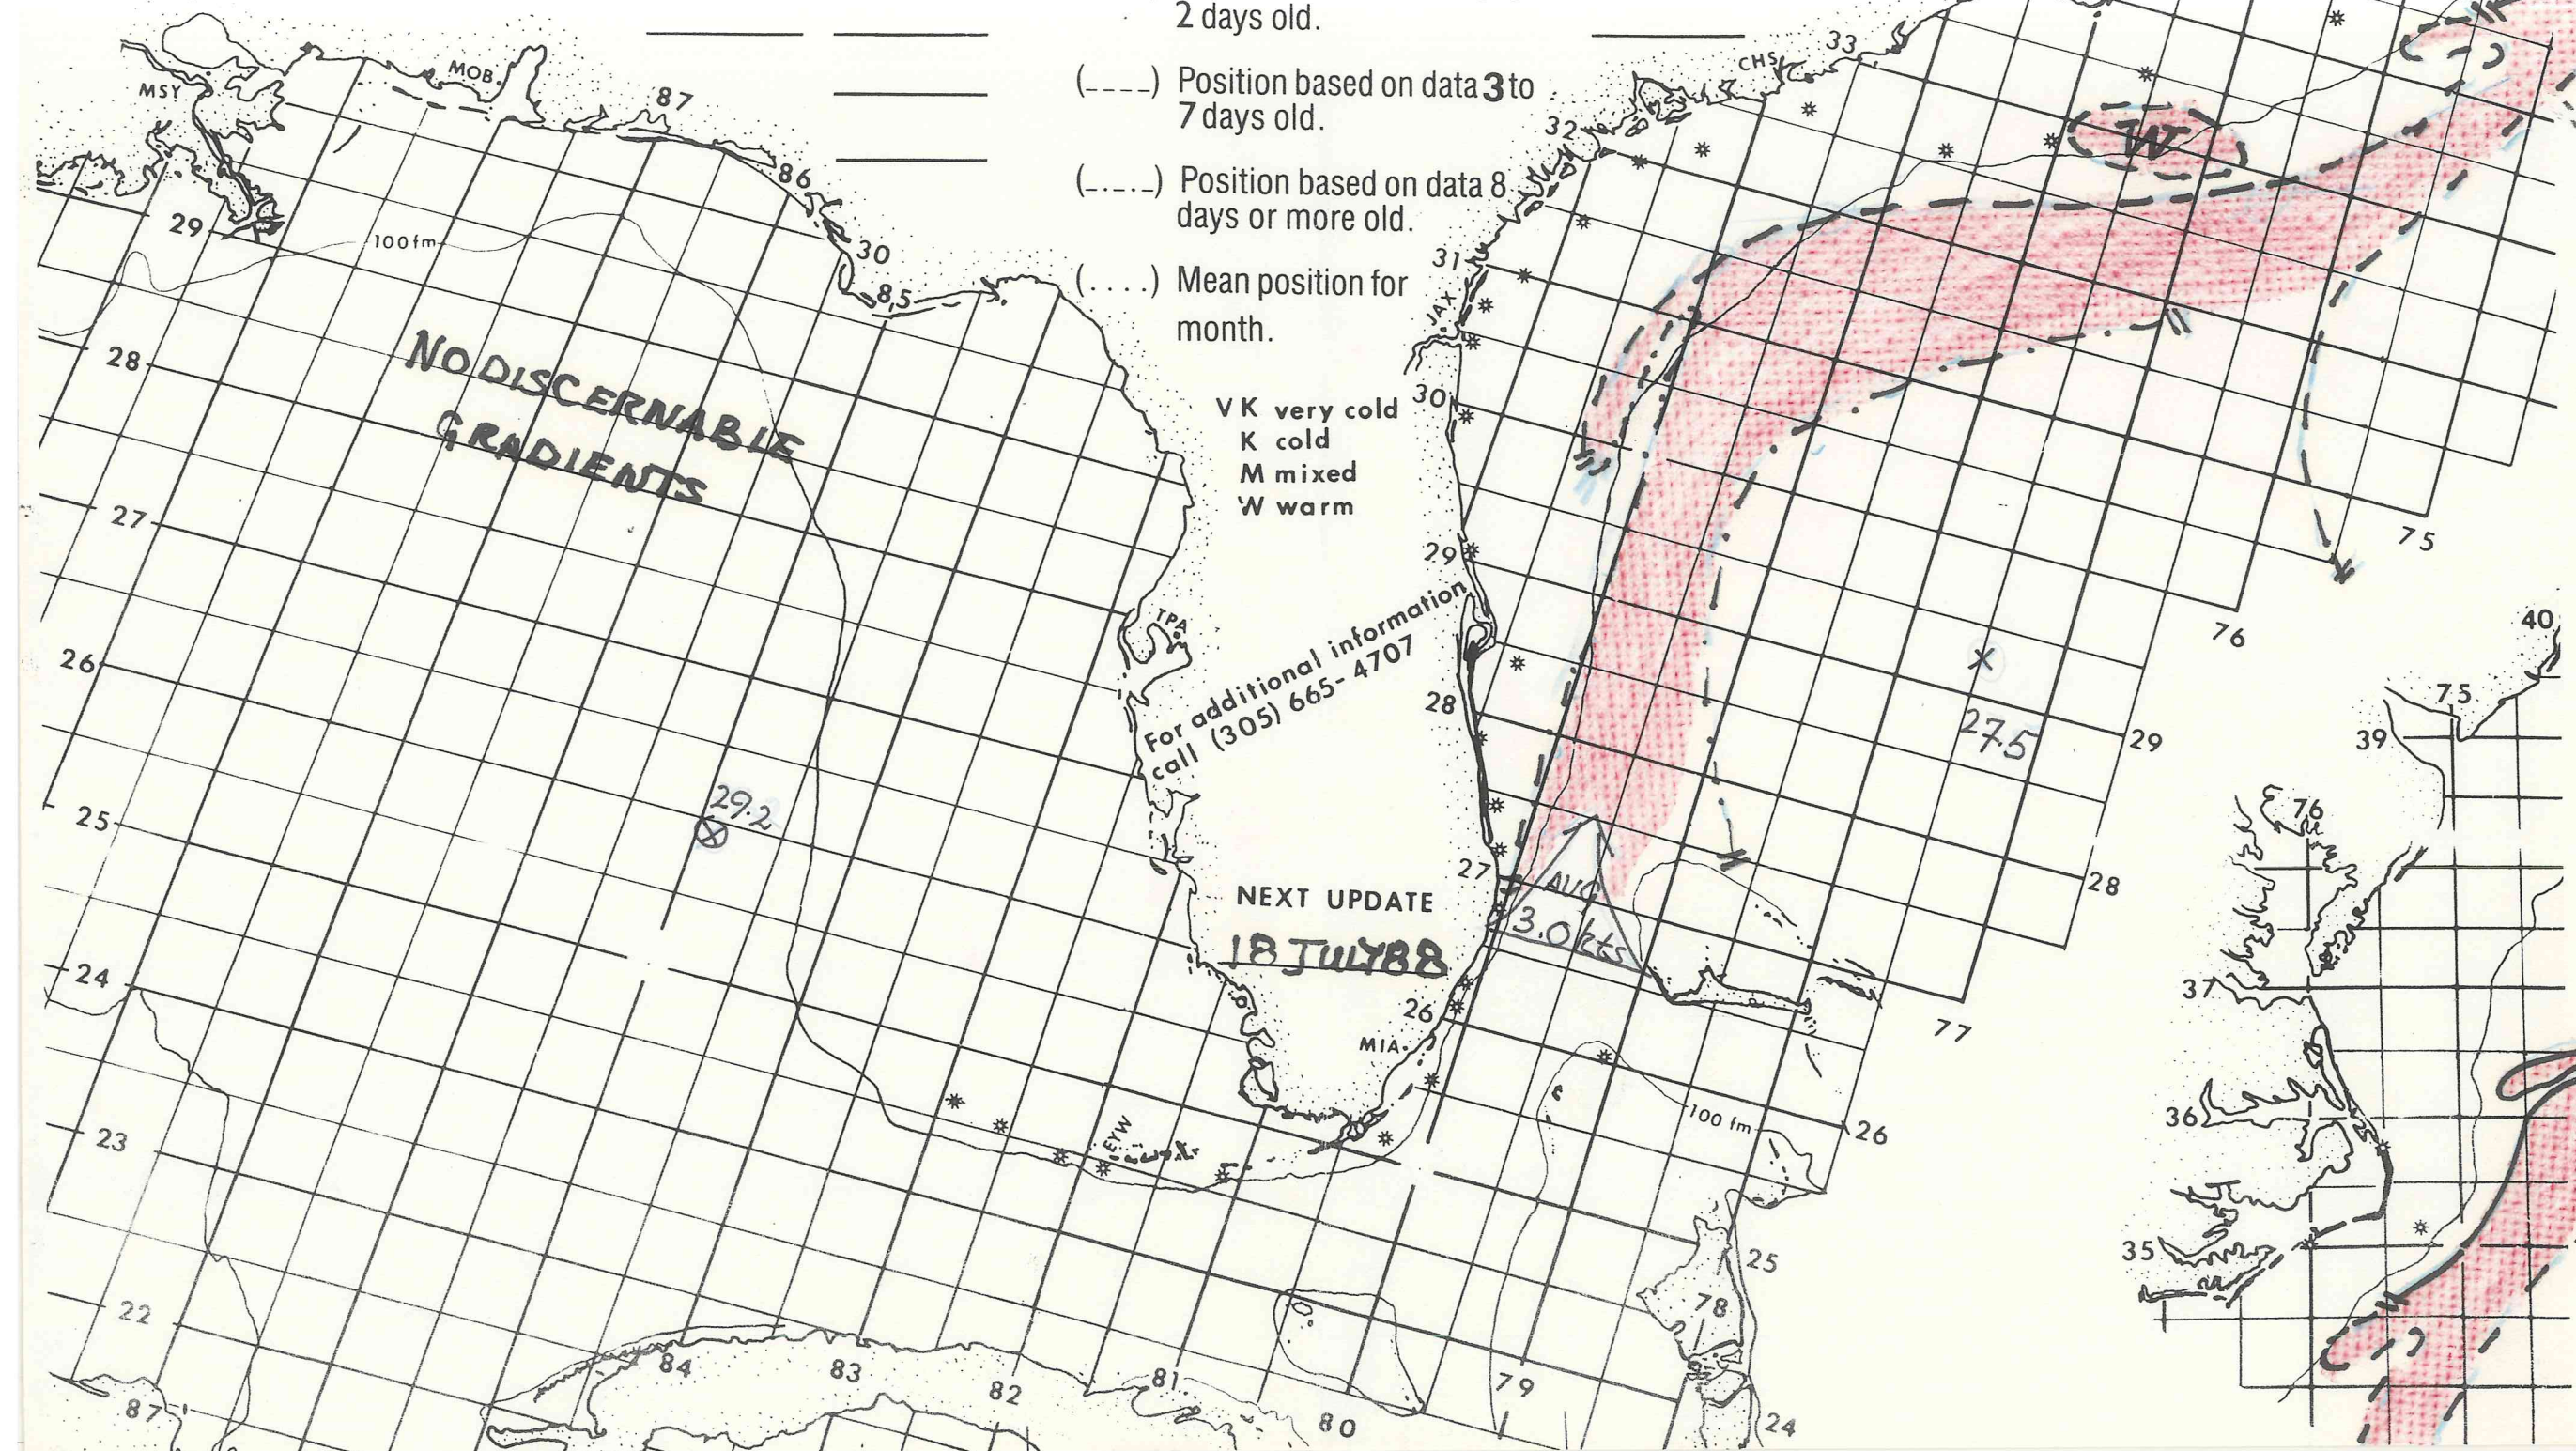 2 days old.
(----) Position based on data 3 to
7 days old.
(-.-.-) Position based on data 8
days or more old.
(....) Mean position for
month.
VK very cold
K cold
M mixed
W warm
For additional information
call (305) 665-4707
NEXT UPDATE
18 JULY 88
NO DISCERNABLE
GRADIENTS
MSY
MOB.
87
86
30
85
29
100 fm
28
27
26
25
24
23
22
87
84
83
82
81
80
79
29.2
TPA
EYW
MIA.
JAX
CHS
33
32
31
30
29
28
27
26
AVG
3.0 kts
W
27.5
75
76
29
28
77
26
100 fm
25
78
24
40
75
39
76
37
36
35